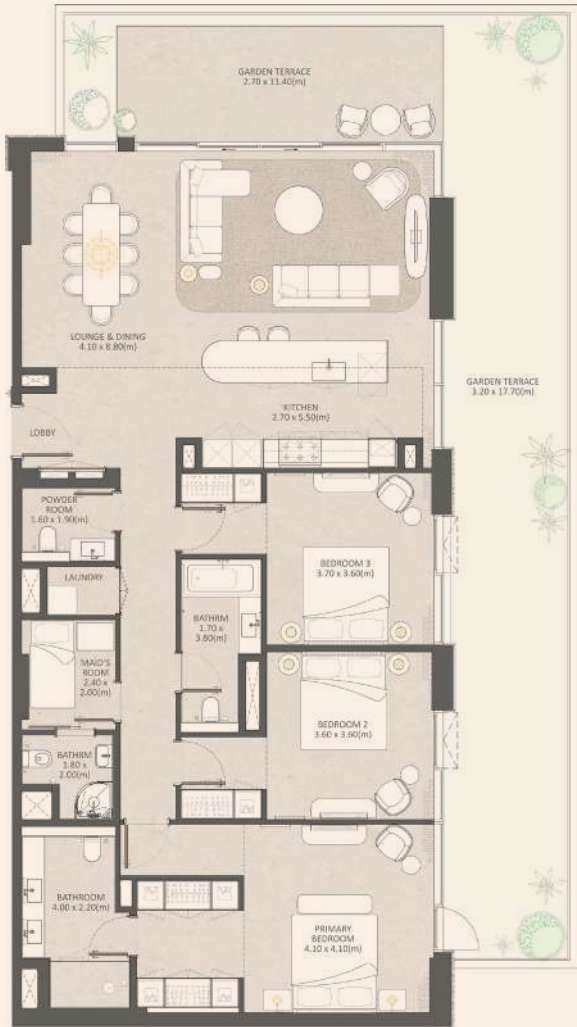 GARDEN TERRACE
2.70 x 11.40(m)
LOUNGE & DINING
4.10 x 8.80(m)
GARDEN TERRACE
3.20 x 17.70(m)
KITCHEN
2.70 x 5.50(m)
LOBBY
POWDER
ROOM
1.60 x 1.90(m)
LAUNDRY
BEDROOM 3
3.70 x 3.60(m)
BATHRM
1.70 x
3.80(m)
MAID'S
ROOM
2.40 x
2.00(m)
BEDROOM 2
3.60 x 3.60(m)
BATHRM
1.80 x
2.00(m)
BATHROOM
4.00 x 2.20(m)
PRIMARY
BEDROOM
4.10 x 4.10(m)